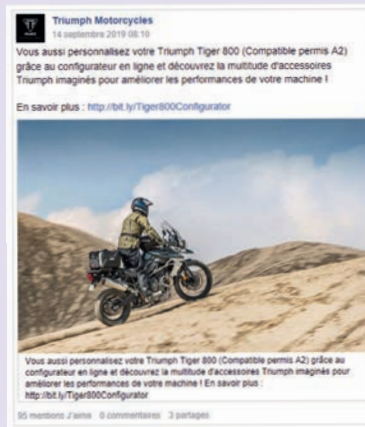 Triumph Motorcycles
14 septembre 2019 08:10
Vous aussi personnalisez votre Triumph Tiger 800 (Compatible permis A2)
grâce au configurateur en ligne et découvrez la multitude d'accessoires
Triumph imaginés pour améliorer les performances de votre machine !
En savoir plus : http://bit.ly/Tiger800Configurator
Vous aussi personnalisez votre Triumph Tiger 800 (Compatible permis A2) grâce au
configurateur en ligne et découvrez la multitude d'accessoires Triumph imaginés pour
améliorer les performances de votre machine ! En savoir plus :
http://bit.ly/Tiger800Configurator
95 mentions J'aime 0 commentaires 3 partages